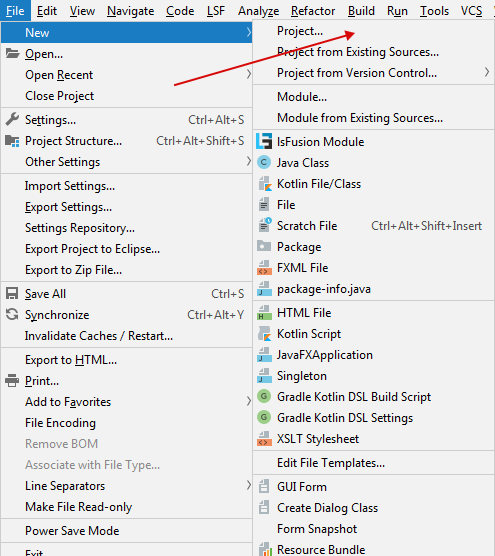 File Edit View Navigate Code LSF Analyze Refactor Build Run Tools VCS
New
Open...
Open Recent
Close Project
Settings... Ctrl+Alt+S
Project Structure... Ctrl+Alt+Shift+S
Other Settings
Import Settings...
Export Settings...
Settings Repository...
Export Project to Eclipse...
Export to Zip File...
Save All Ctrl+S
Synchronize Ctrl+Alt+Y
Invalidate Caches / Restart...
Export to HTML...
Print...
Add to Favorites
File Encoding
Remove BOM
Associate with File Type...
Line Separators
Make File Read-only
Power Save Mode
Exit
Project...
Project from Existing Sources...
Project from Version Control...
Module...
Module from Existing Sources...
lsFusion Module
Java Class
Kotlin File/Class
File
Scratch File Ctrl+Alt+Shift+Insert
Package
FXML File
package-info.java
HTML File
Kotlin Script
JavaFXApplication
Singleton
Gradle Kotlin DSL Build Script
Gradle Kotlin DSL Settings
XSLT Stylesheet
Edit File Templates...
GUI Form
Create Dialog Class
Form Snapshot
Resource Bundle